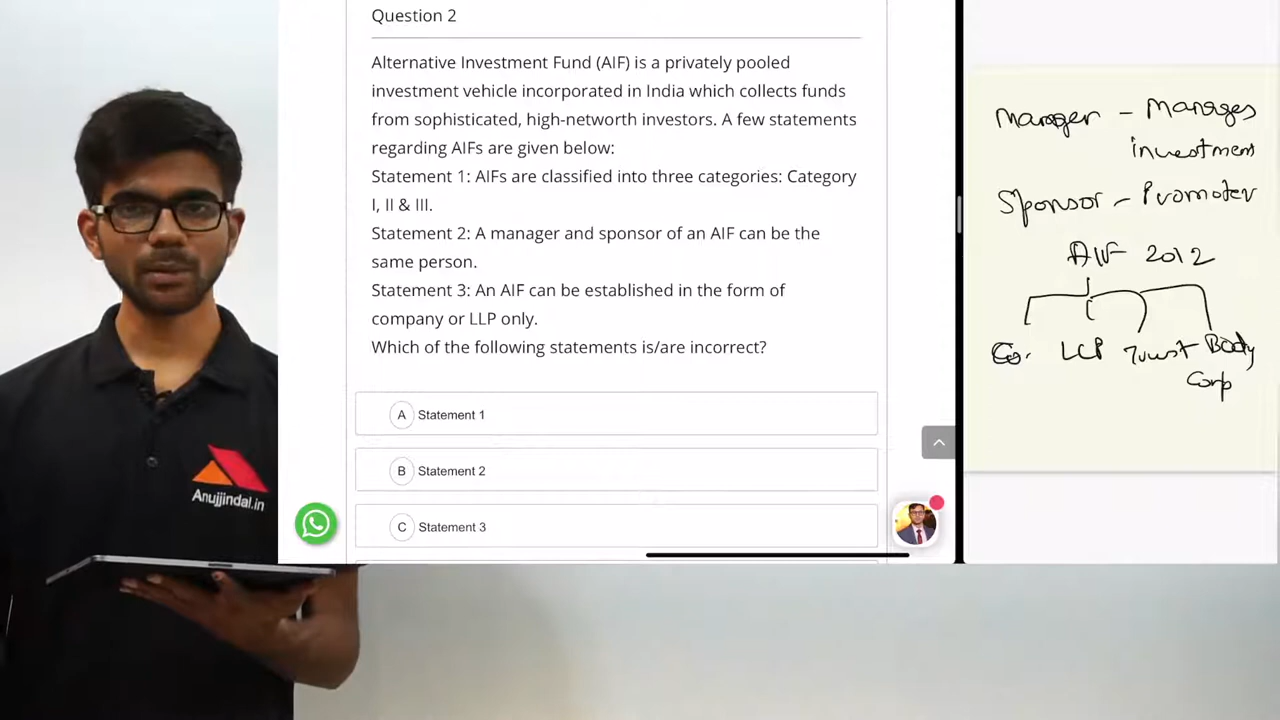 Question 2
Alternative Investment Fund (AIF) is a privately pooled
investment vehicle incorporated in India which collects funds
from sophisticated, high-networth investors. A few statements
regarding AIFs are given below:
Statement 1: AIFs are classified into three categories: Category
I, II & III.
Statement 2: A manager and sponsor of an AIF can be the
same person.
Statement 3: An AIF can be established in the form of
company or LLP only.
Which of the following statements is/are incorrect?
A Statement 1
B Statement 2
C Statement 3
Manager - Manages
investment
Sponsor - Promoter
AIF 2012
Co. LLP Trust Body
Corp
Anujjindal.in